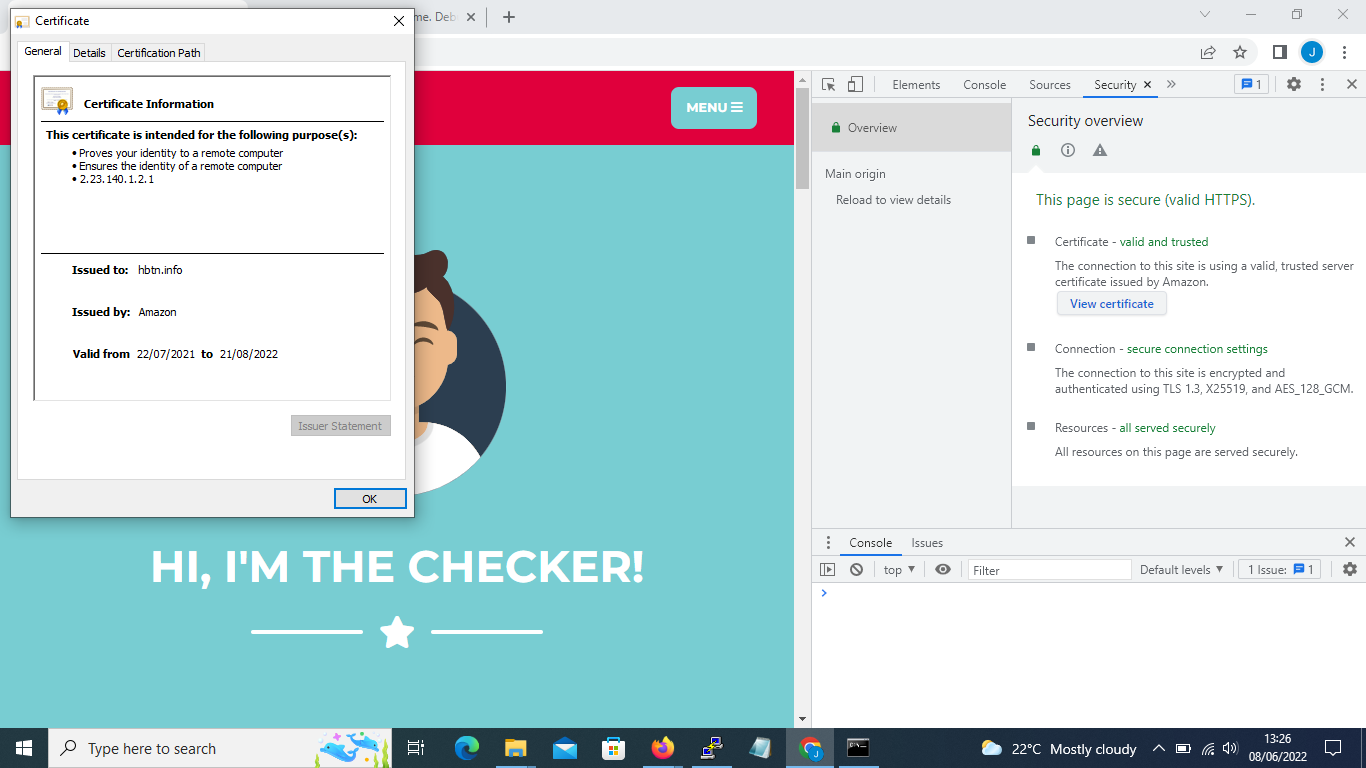 Certificate
me. Deb
General
Details
Certification Path
Certificate Information
This certificate is intended for the following purpose(s):
• Proves your identity to a remote computer
• Ensures the identity of a remote computer
• 2.23.140.1.2.1
Issued to: hbtn.info
Issued by: Amazon
Valid from 22/07/2021 to 21/08/2022
Issuer Statement
OK
MENU
HI, I'M THE CHECKER!
J
Elements
Console
Sources
Security
1
Overview
Main origin
Reload to view details
Security overview
This page is secure (valid HTTPS).
Certificate - valid and trusted
The connection to this site is using a valid, trusted server
certificate issued by Amazon.
View certificate
Connection - secure connection settings
The connection to this site is encrypted and
authenticated using TLS 1.3, X25519, and AES_128_GCM.
Resources - all served securely
All resources on this page are served securely.
Console
Issues
top
Filter
Default levels
1 Issue: 1
Type here to search
J
22°C Mostly cloudy
13:26
08/06/2022